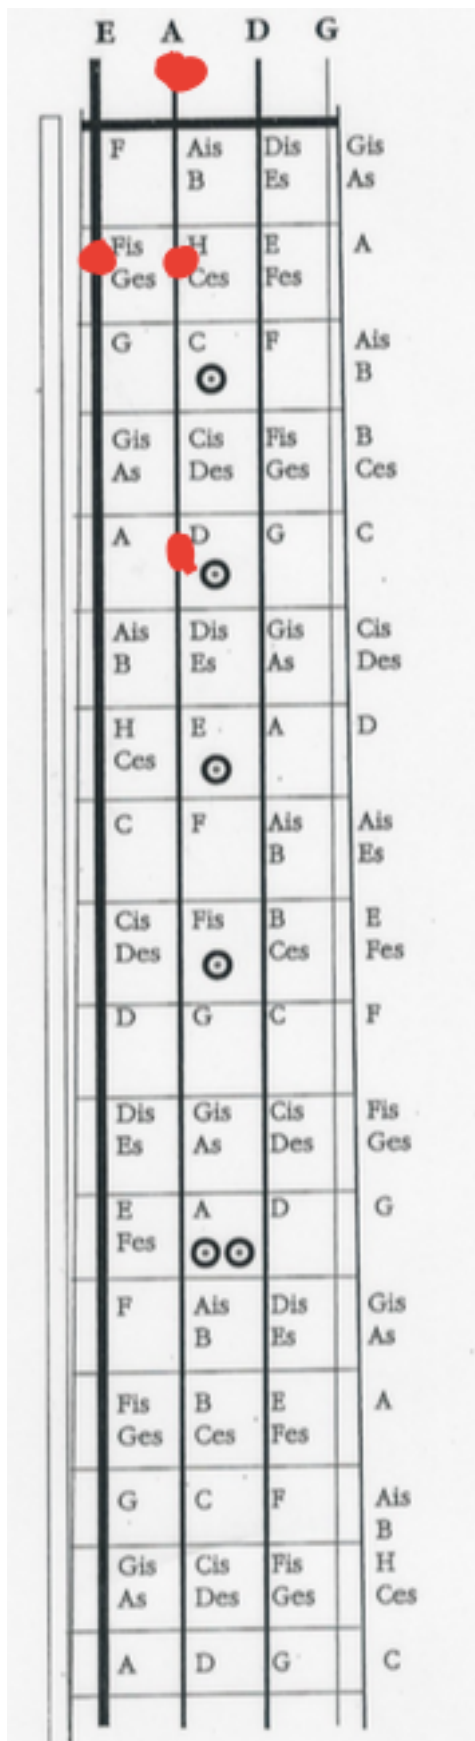 E A D G
F Ais Dis Gis
B Es As
Fis H E A
Ges Ces Fes
G C F Ais
B
Gis Cis Fis B
As Des Ges Ces
A D G C
Ais Dis Gis Cis
B Es As Des
H E A D
Ces
C F Ais Ais
B Es
Cis Fis B E
Des Ces Fes
D G C F
Dis Gis Cis Fis
Es As Des Ges
E A D G
Fes
F Ais Dis Gis
B Es As
Fis B E A
Ges Ces Fes
G C F Ais
B
Gis Cis Fis H
As Des Ges Ces
A D G C